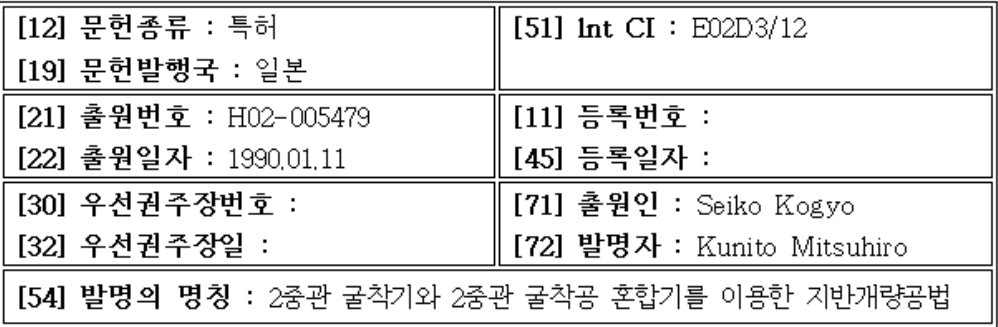 [12] 문헌종류 : 특허
[51] Int CI : E02D3/12
[19] 문헌발행국 : 일본
[21] 출원번호 : H02-005479
[11] 등록번호 :
[22] 출원일자 : 1990.01.11
[45] 등록일자 :
[30] 우선권주장번호 :
[71] 출원인 : Seiko Kogyo
[32] 우선권주장일 :
[72] 발명자 : Kunito Mitsuhiro
[54] 발명의 명칭 : 2중관 굴착기와 2중관 굴착공 혼합기를 이용한 지반개량공법